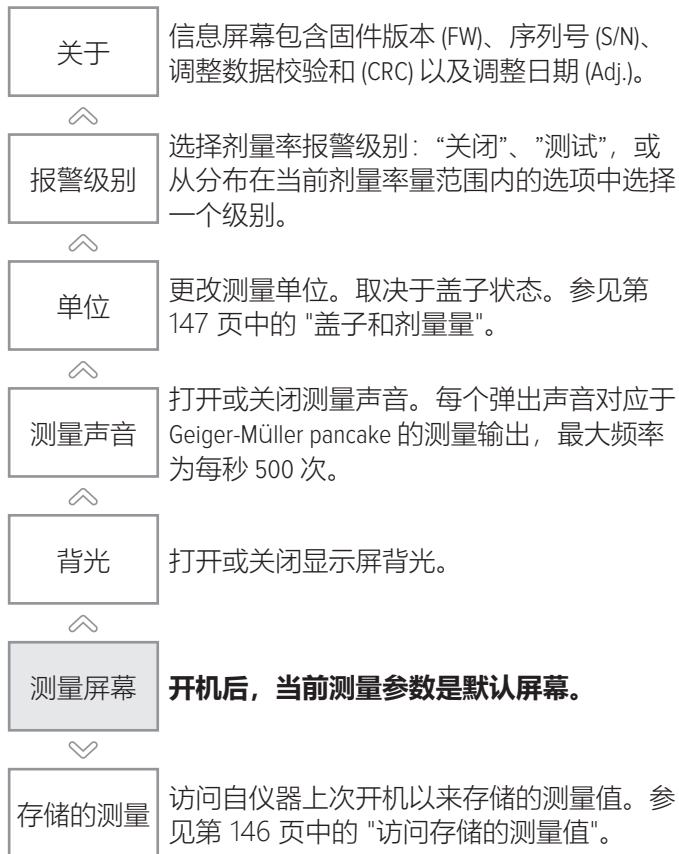 关于
信息屏幕包含固件版本 (FW)、序列号 (S/N)、
调整数据校验和 (CRC) 以及调整日期 (Adj.)。
报警级别
选择剂量率报警级别：“关闭”、”测试”，或
从分布在当前剂量率量范围内的选项中选择
一个级别。
单位
更改测量单位。取决于盖子状态。参见第
147 页中的 "盖子和剂量量"。
测量声音
打开或关闭测量声音。每个弹出声音对应于
Geiger-Müller pancake 的测量输出，最大频率
为每秒 500 次。
背光
打开或关闭显示屏背光。
测量屏幕
开机后，当前测量参数是默认屏幕。
存储的测量
访问自仪器上次开机以来存储的测量值。参
见第 146 页中的 "访问存储的测量值"。